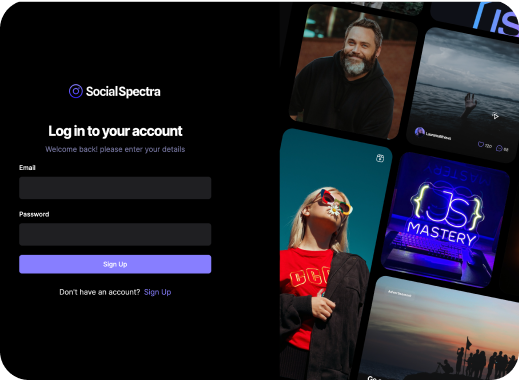 SocialSpectra
Log in to your account
Welcome back! please enter your details
Email
Password
Sign Up
Don't have an account? Sign Up
JS
MASTERY